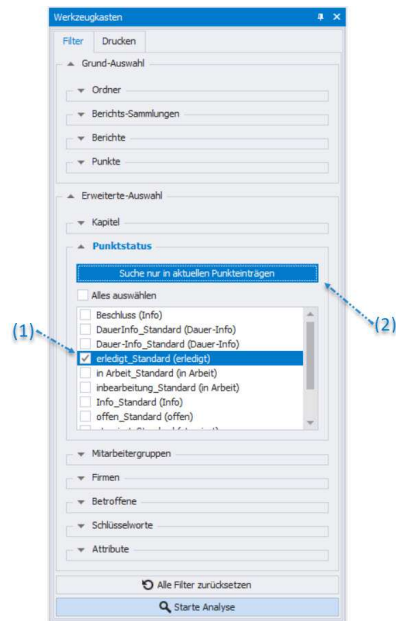 Werkzeugkasten
Filter Drucken
Grund-Auswahl
Ordner
Berichts-Sammlungen
Berichte
Punkte
Erweiterte-Auswahl
Kapitel
Punktstatus
Suche nur in aktuellen Punkteinträgen
Alles auswählen
(2)
Beschluss (Info)
DauerInfo_Standard (Dauer-Info)
(1)
Dauer-Info_Standard (Dauer-Info)
erledigt_Standard (erledigt)
in Arbeit_Standard (in Arbeit)
inbearbeitung_Standard (in Arbeit)
Info_Standard (Info)
offen_Standard (offen)
Mitarbeitergruppen
Firmen
Betroffene
Schlüsselworte
Attribute
Alle Filter zurücksetzen
Starte Analyse